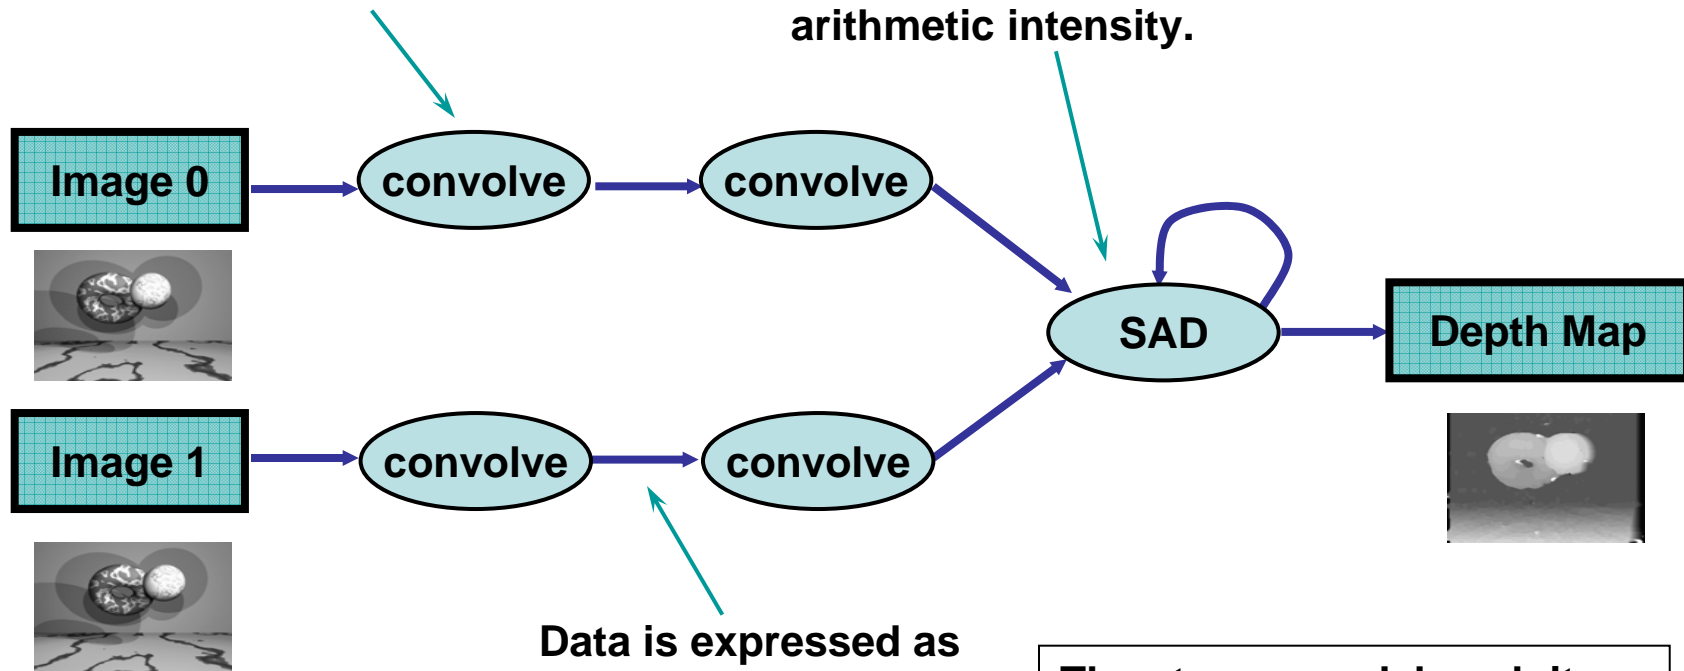 arithmetic intensity.
Image 0
convolve
convolve
SAD
Depth Map
Image 1
convolve
convolve
Data is expressed as